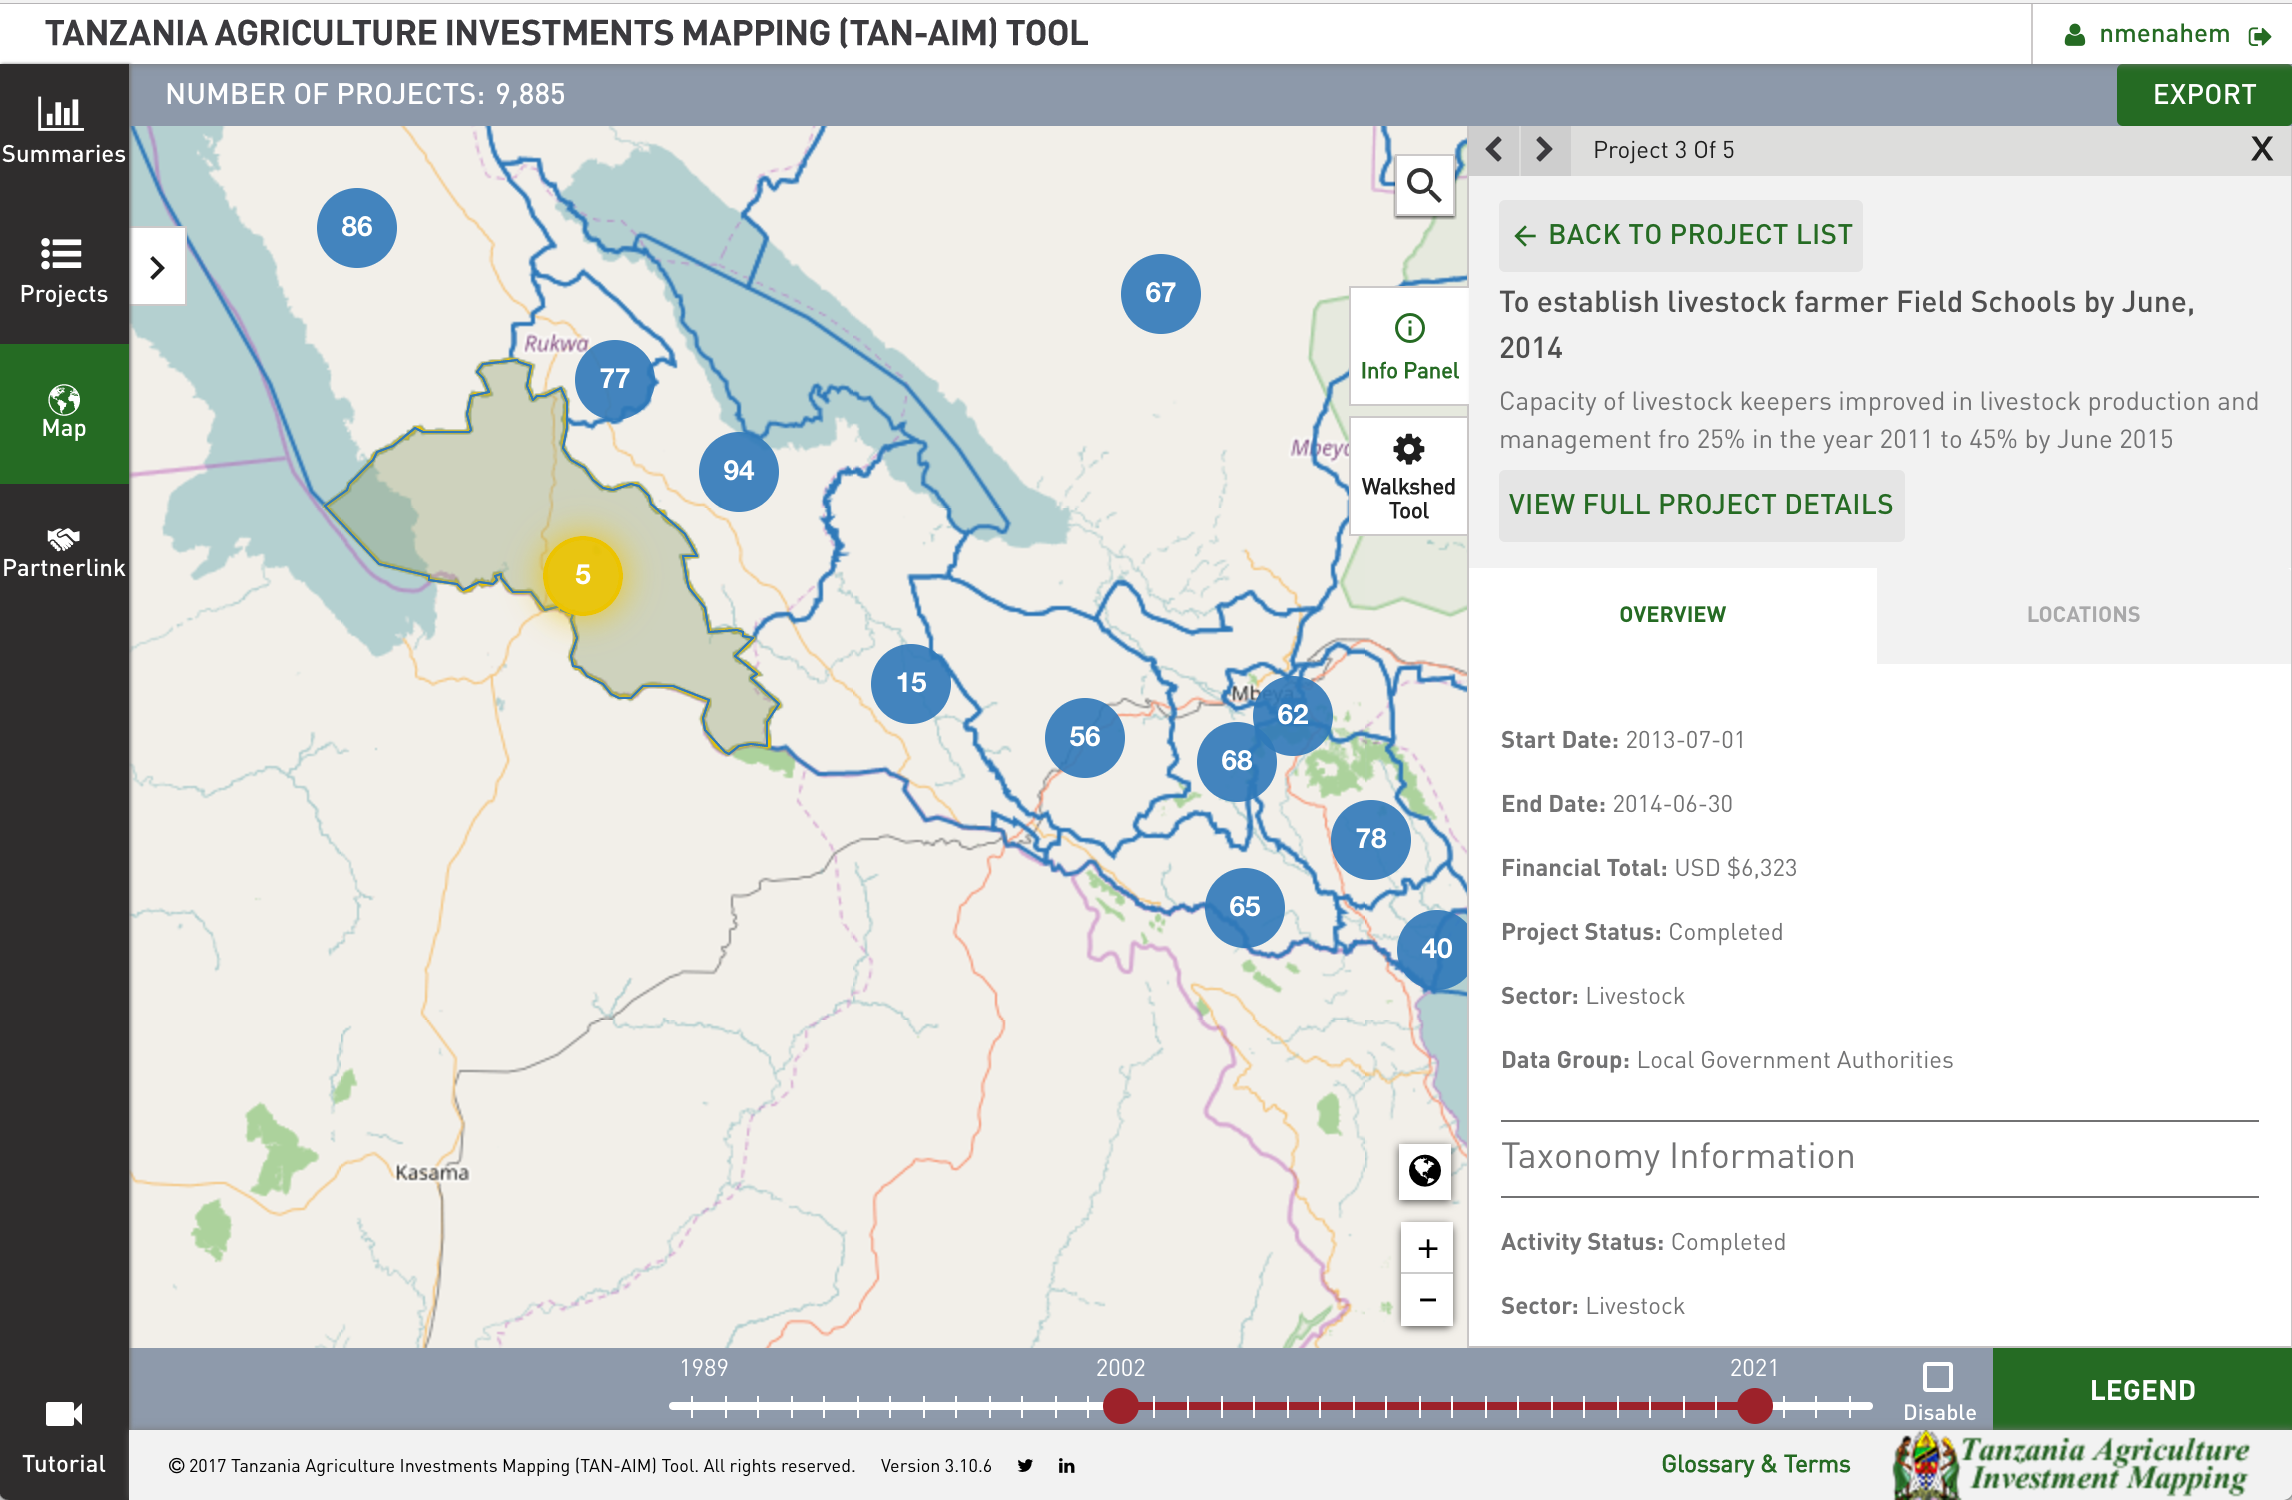 TANZANIA AGRICULTURE INVESTMENTS MAPPING (TAN-AIM) TOOL
nmenahem
NUMBER OF PROJECTS: 9,885
EXPORT
Summaries
Projects
Map
Partnerlink
Tutorial
86
67
Rukwa
77
94
5
15
56
Mbeya
62
68
78
65
40
Kasama
Info Panel
Walkshed
Tool
Project 3 Of 5
X
BACK TO PROJECT LIST
To establish livestock farmer Field Schools by June,
2014
Capacity of livestock keepers improved in livestock production and
management fro 25% in the year 2011 to 45% by June 2015
VIEW FULL PROJECT DETAILS
OVERVIEW
LOCATIONS
Start Date: 2013-07-01
End Date: 2014-06-30
Financial Total: USD $6,323
Project Status: Completed
Sector: Livestock
Data Group: Local Government Authorities
Taxonomy Information
Activity Status: Completed
Sector: Livestock
+
−
1989
2002
2021
Disable
LEGEND
© 2017 Tanzania Agriculture Investments Mapping (TAN-AIM) Tool. All rights reserved.
Version 3.10.6
in
Glossary & Terms
Tanzania Agriculture
Investment Mapping